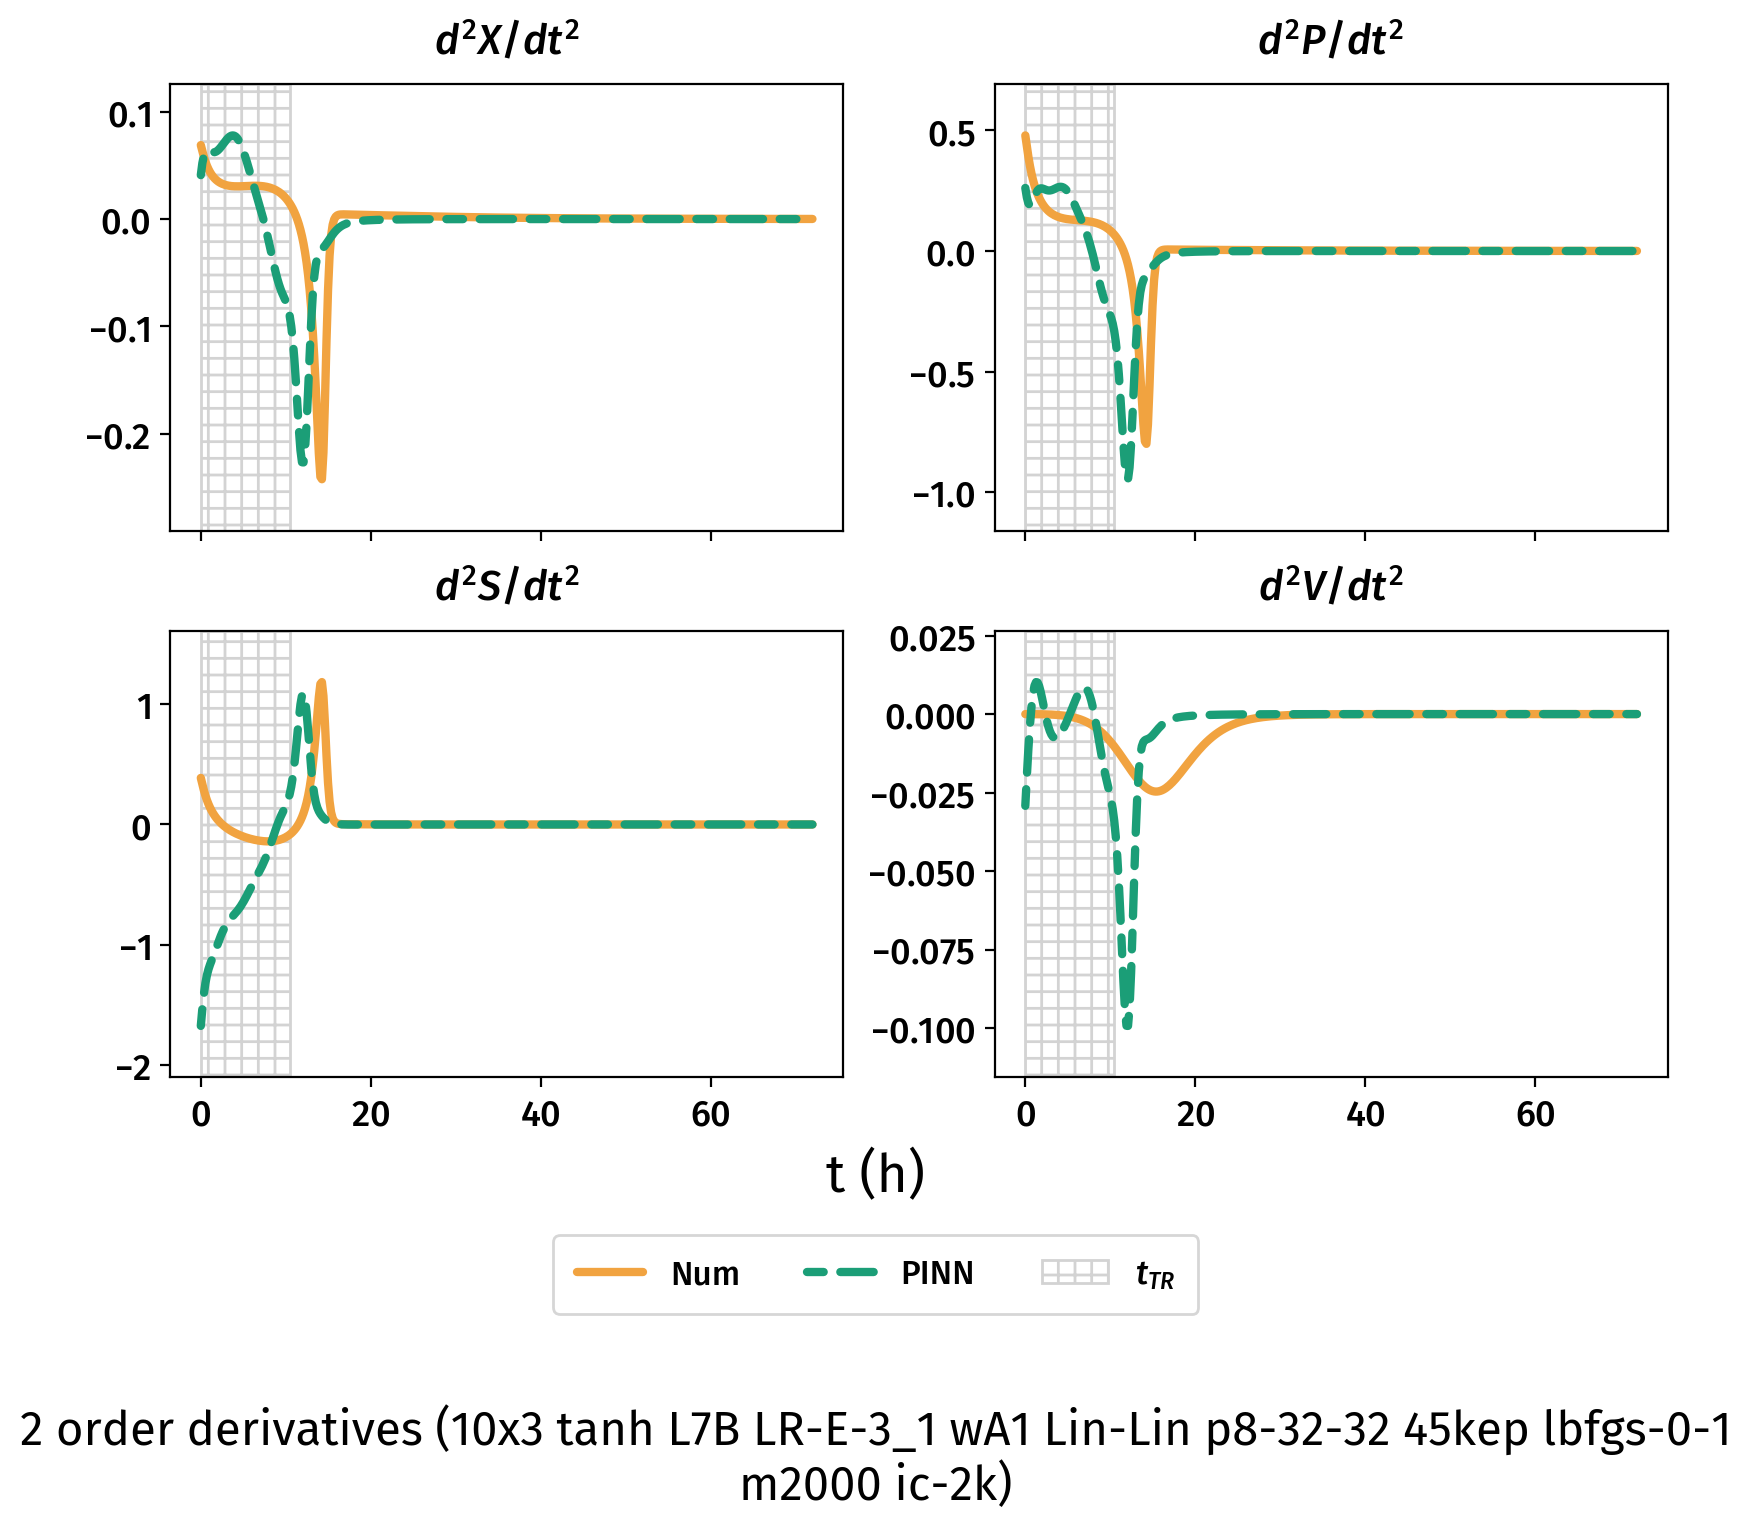 d²X/dt²
d²P/dt²
0.1
0.0
−0.1
−0.2
0.5
0.0
−0.5
−1.0
d²S/dt²
d²V/dt²
1
0
−1
−2
0.025
0.000
−0.025
−0.050
−0.075
−0.100
0 20 40 60
0 20 40 60
t (h)
Num PINN t_TR
2 order derivatives (10x3 tanh L7B LR-E-3_1 wA1 Lin-Lin p8-32-32 45kep lbfgs-0-1
m2000 ic-2k)